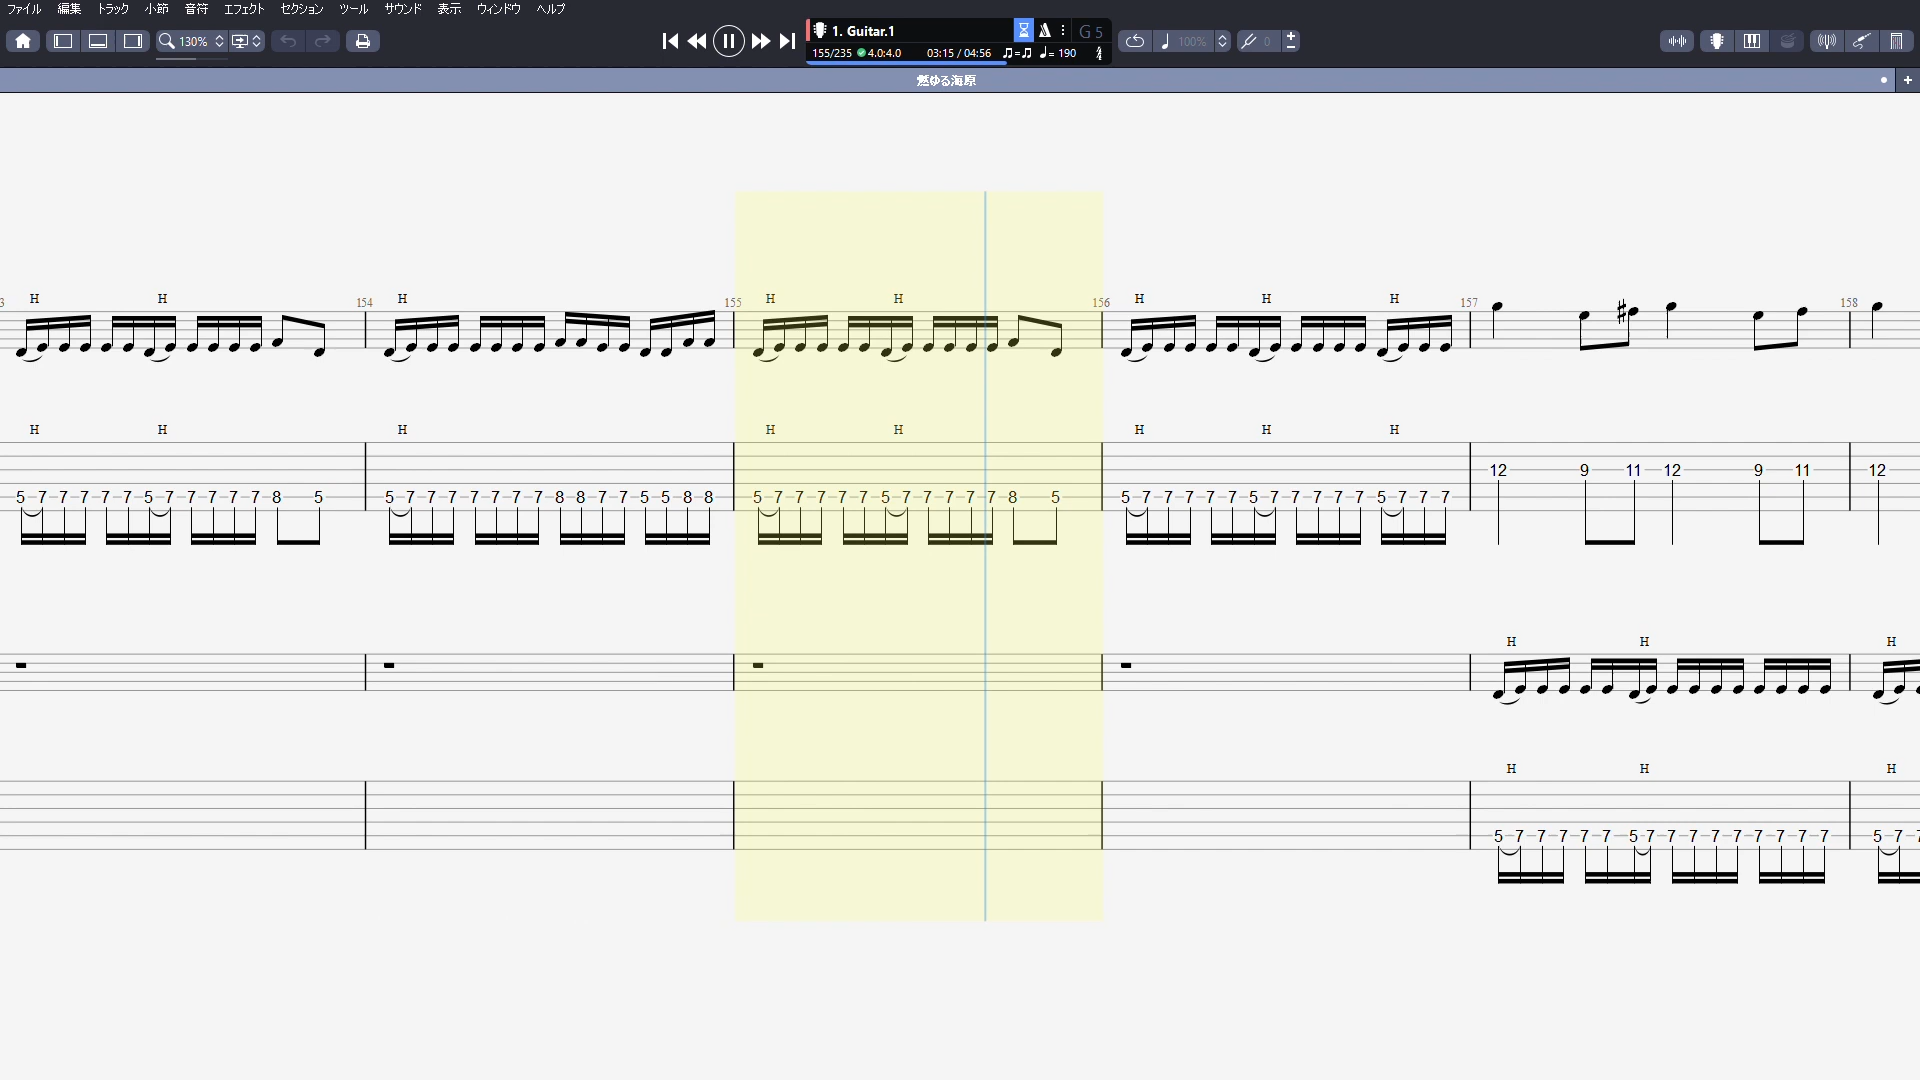 ファイル 編集 トラック 小節 音符 エフェクト セクション ツール サウンド 表示 ウィンドウ ヘルプ
130% 1. Guitar.1 G 5 100% 0
155/235 4.0:4.0 03:15 / 04:56 ♫=♫ ♩= 190
燃ゆる海原
H H H H H H H H
3 154 155 156 157 158
H H H H H H H H
12 9 11 12 9 11 12
5 7 7 7 7 7 5 7 7 7 7 7 8 5 5 7 7 7 7 7 7 7 8 8 7 7 5 5 8 8 5 7 7 7 7 7 5 7 7 7 7 7 8 5 5 7 7 7 7 7 5 7 7 7 7 7 5 7 7 7
H H H
H H H
5 7 7 7 7 7 5 7 7 7 7 7 7 7 7 7 5 7 7